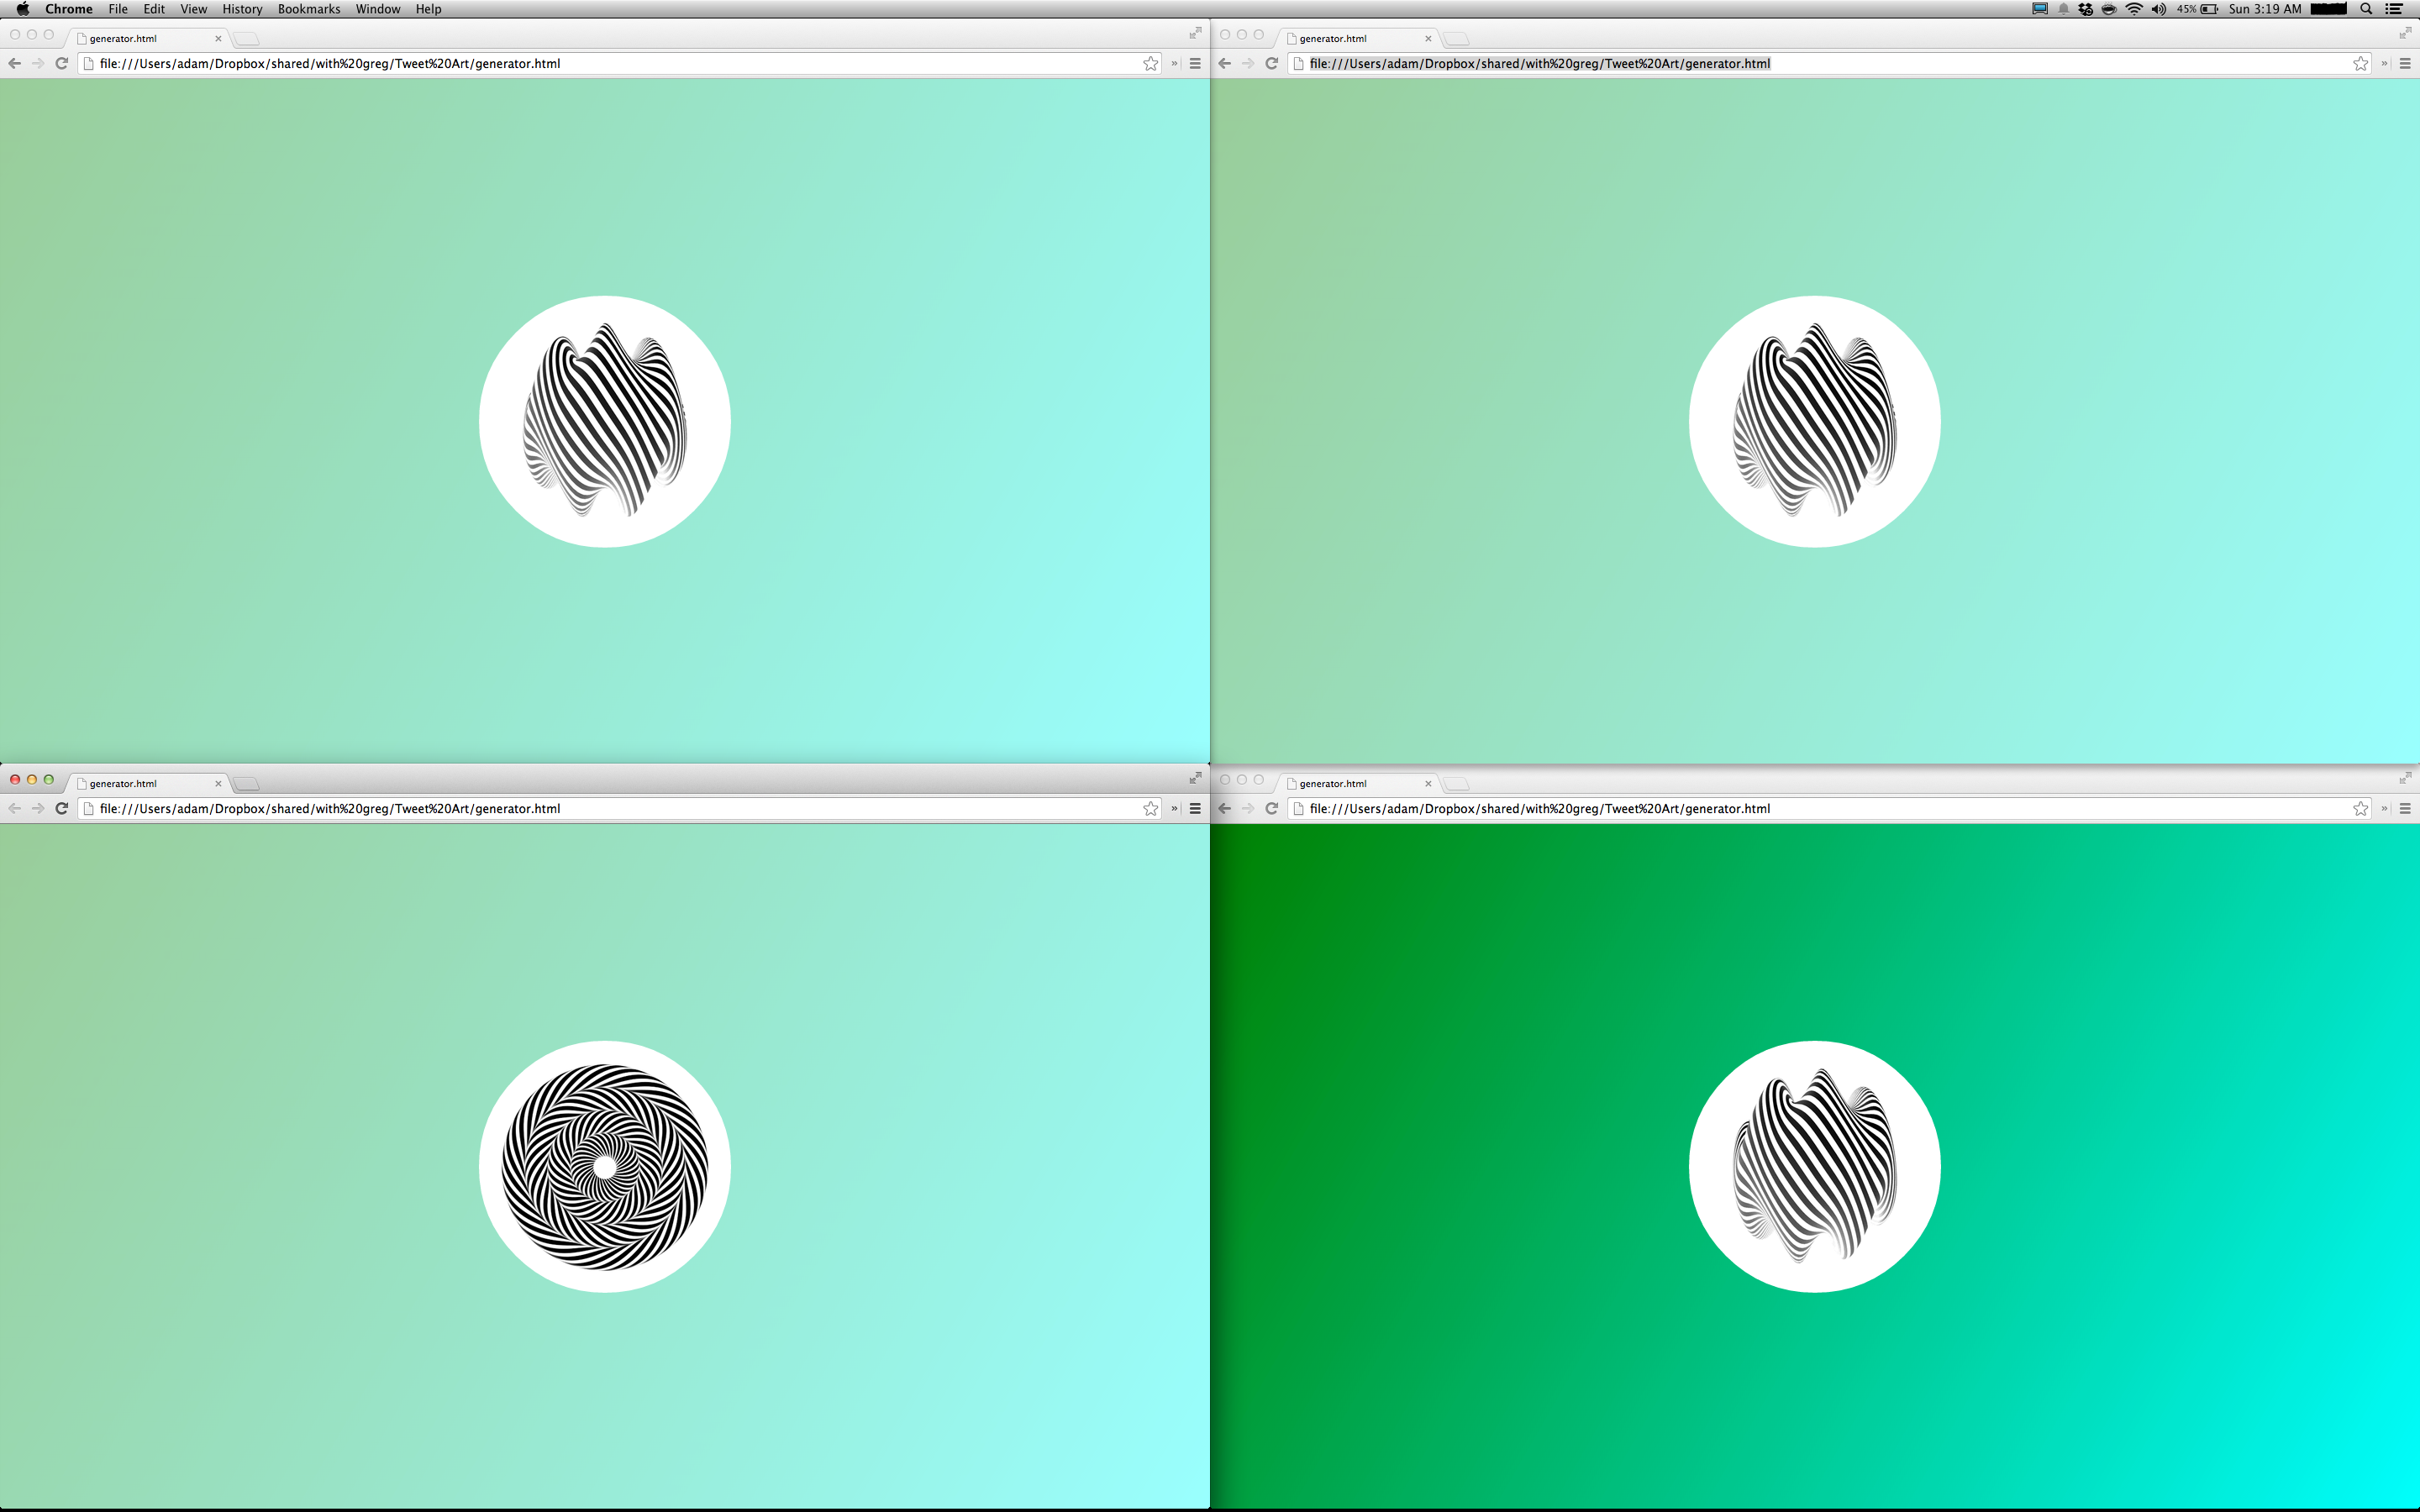 Chrome File Edit View History Bookmarks Window Help 45% Sun 3:19 AM
generator.html
file:///Users/adam/Dropbox/shared/with%20greg/Tweet%20Art/generator.html
generator.html
file:///Users/adam/Dropbox/shared/with%20greg/Tweet%20Art/generator.html
generator.html
file:///Users/adam/Dropbox/shared/with%20greg/Tweet%20Art/generator.html
generator.html
file:///Users/adam/Dropbox/shared/with%20greg/Tweet%20Art/generator.html